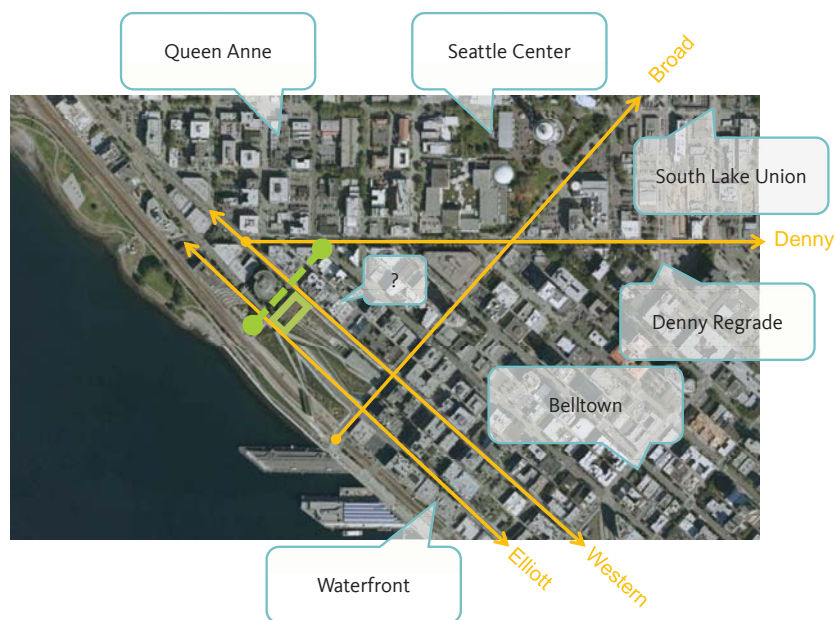 Queen Anne
Seattle Center
Broad
South Lake Union
Denny
?
Denny Regrade
Belltown
Waterfront
Elliott
Western